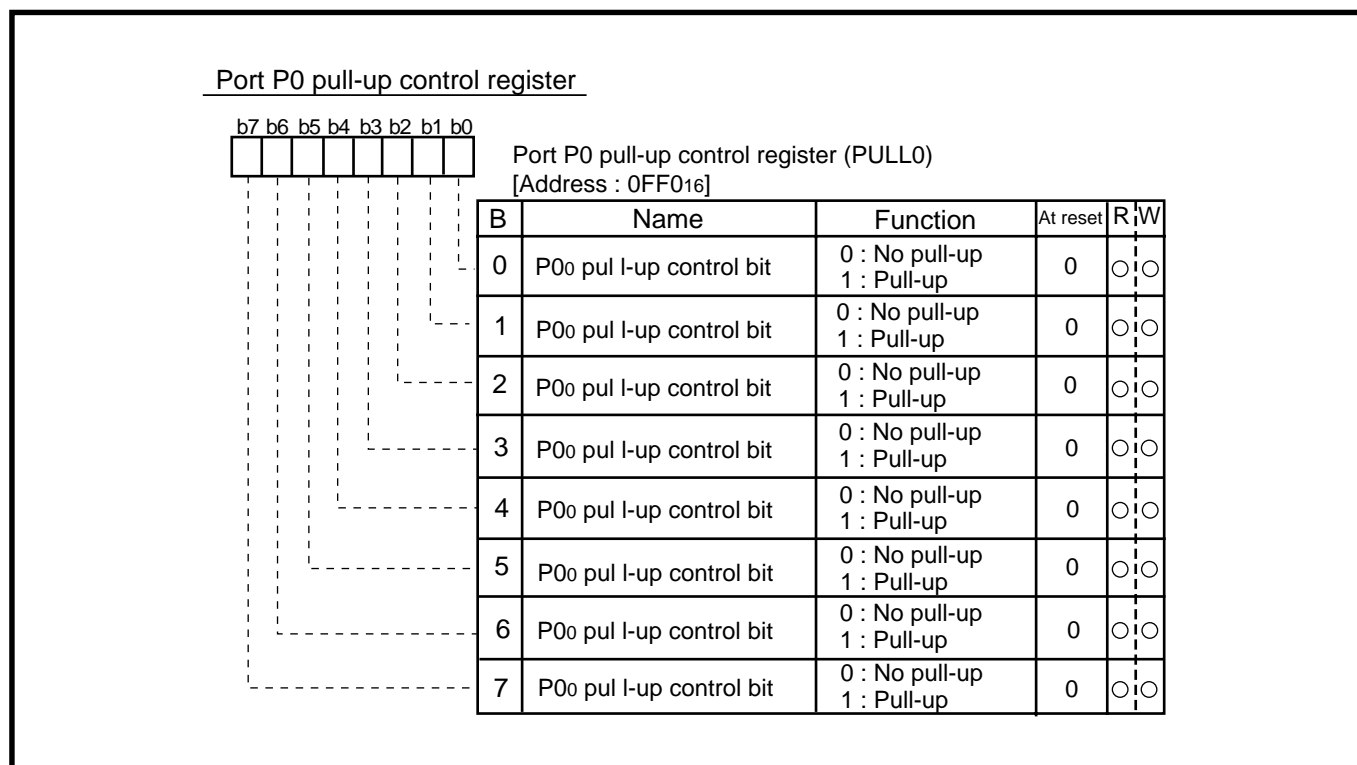 Port P0 pull-up control register
b7 b6 b5 b4 b3 b2 b1 b0
Port P0 pull-up control register (PULL0)
[Address : 0FF016]
B Name Function At reset R W
0 P00 pul l-up control bit 0 : No pull-up 0 ○ ○
1 : Pull-up
1 P00 pul l-up control bit 0 : No pull-up 0 ○ ○
1 : Pull-up
2 P00 pul l-up control bit 0 : No pull-up 0 ○ ○
1 : Pull-up
3 P00 pul l-up control bit 0 : No pull-up 0 ○ ○
1 : Pull-up
4 P00 pul l-up control bit 0 : No pull-up 0 ○ ○
1 : Pull-up
5 P00 pul l-up control bit 0 : No pull-up 0 ○ ○
1 : Pull-up
6 P00 pul l-up control bit 0 : No pull-up 0 ○ ○
1 : Pull-up
7 P00 pul l-up control bit 0 : No pull-up 0 ○ ○
1 : Pull-up